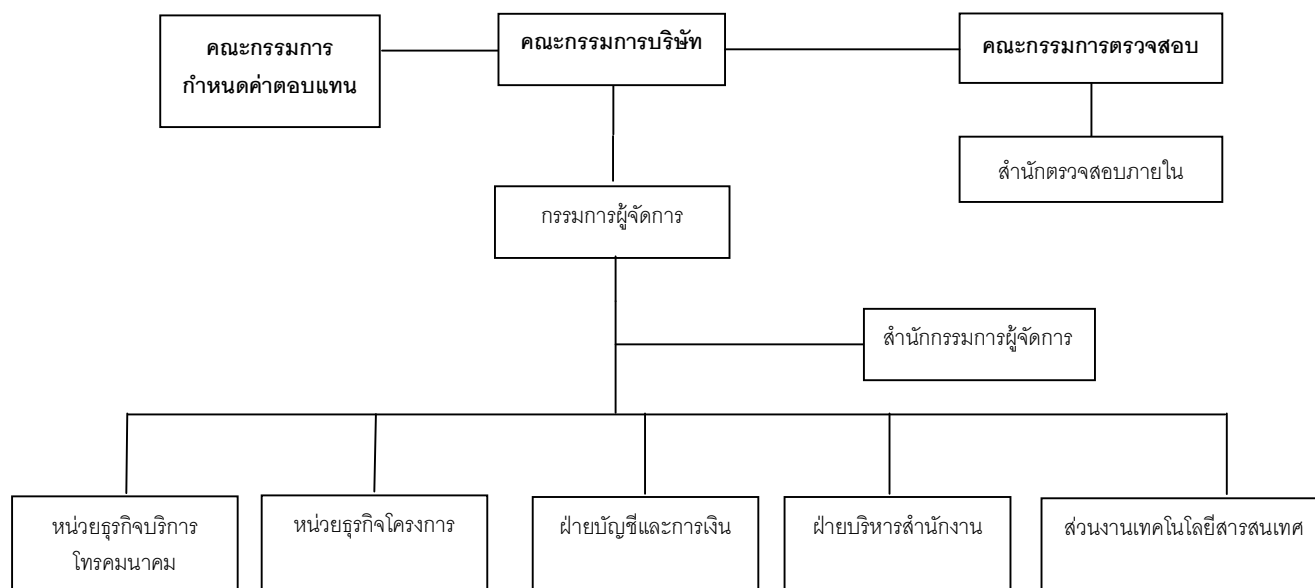 คณะกรรมการ
กำหนดค่าตอบแทน
คณะกรรมการบริษัท
คณะกรรมการตรวจสอบ
สำนักตรวจสอบภายใน
กรรมการผู้จัดการ
สำนักกรรมการผู้จัดการ
หน่วยธุรกิจบริการ
โทรคมนาคม
หน่วยธุรกิจโครงการ
ฝ่ายบัญชีและการเงิน
ฝ่ายบริหารสำนักงาน
ส่วนงานเทคโนโลยีสารสนเทศ